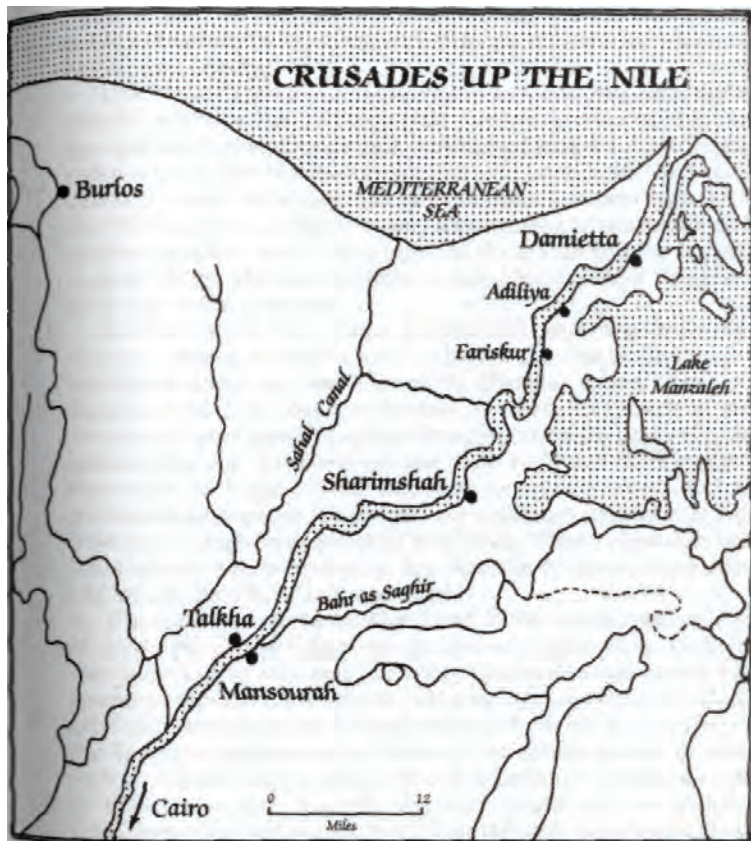 CRUSADES UP THE NILE
Burlos
MEDITERRANEAN
SEA
Damietta
Adiliya
Fariskur
Lake
Manzaleh
Sahal Canal
Sharimshah
Bahr as Saghir
Talkha
Mansourah
Cairo
0 12
Miles